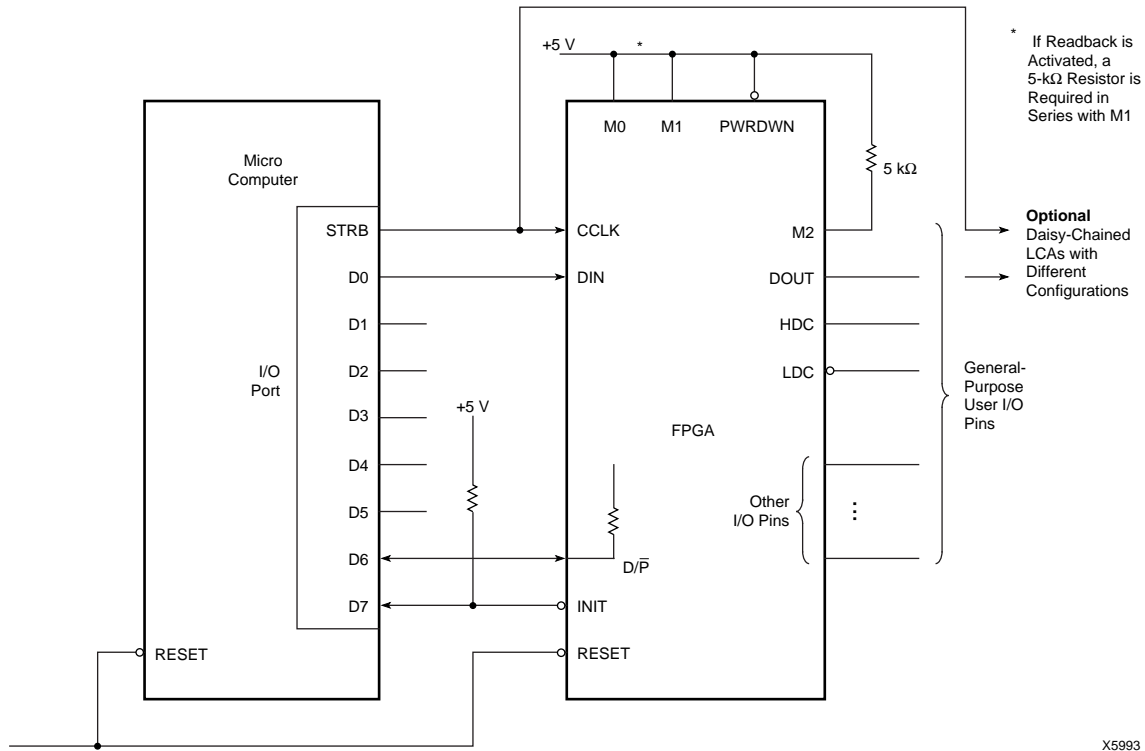 +5 V
*
*
If Readback is
Activated, a
5-kΩ Resistor is
Required in
Series with M1
M0
M1
PWRDWN
Micro
Computer
5 kΩ
STRB
CCLK
M2
Optional
Daisy-Chained
LCAs with
Different
Configurations
D0
DIN
DOUT
D1
HDC
I/O
Port
D2
LDC
General-
Purpose
User I/O
Pins
D3
+5 V
FPGA
D4
D5
Other
I/O Pins
⋮
D6
D/P̅
D7
INIT
RESET
RESET
X5993